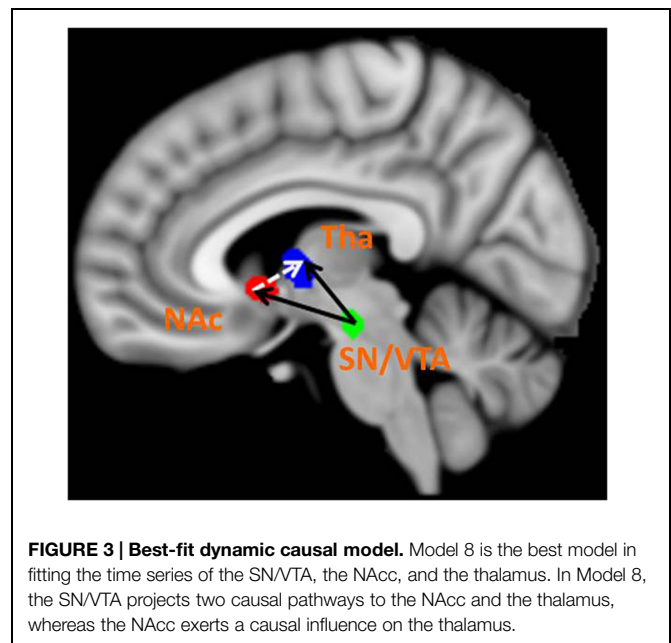 Tha
NAc
SN/VTA
FIGURE 3 | Best-fit dynamic causal model. Model 8 is the best model in
fitting the time series of the SN/VTA, the NAcc, and the thalamus. In Model 8,
the SN/VTA projects two causal pathways to the NAcc and the thalamus,
whereas the NAcc exerts a causal influence on the thalamus.